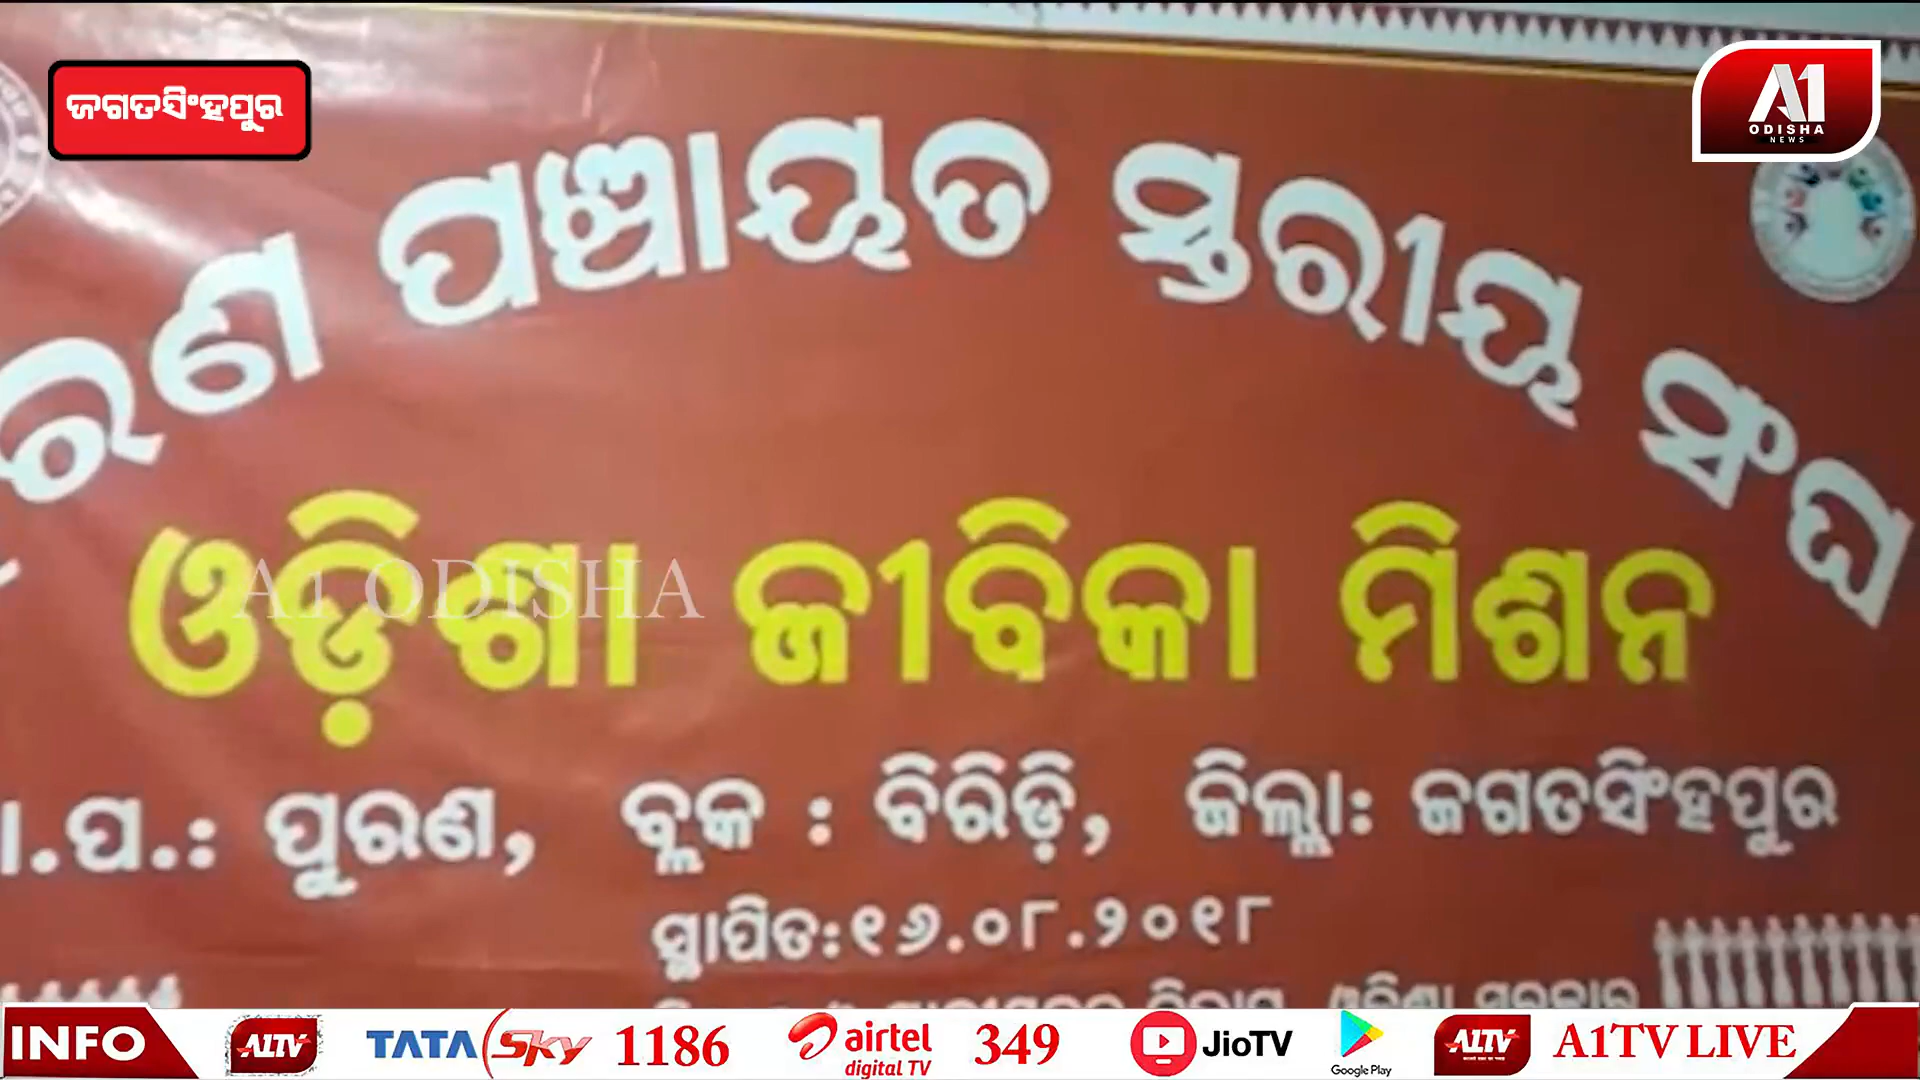 ଜଗତସିଂହପୁର
A1
ODISHA
NEWS
ପଞ୍ଚାୟତ ସ୍ତରୀୟ ସଂଘ
ଓଡ଼ିଶା ଜୀବିକା ମିଶନ
A1 ODISHA
ପ.: ପୁରଣ, ବ୍ଲକ : ବିରିଡ଼ି, ଜିଲ୍ଲା: ଜଗତସିଂହପୁର
ସ୍ଥାପିତ:୧୬.୦୮.୨୦୧୮
INFO A1TV TATA Sky 1186 airtel digital TV 349 JioTV Google Play A1TV A1TV LIVE